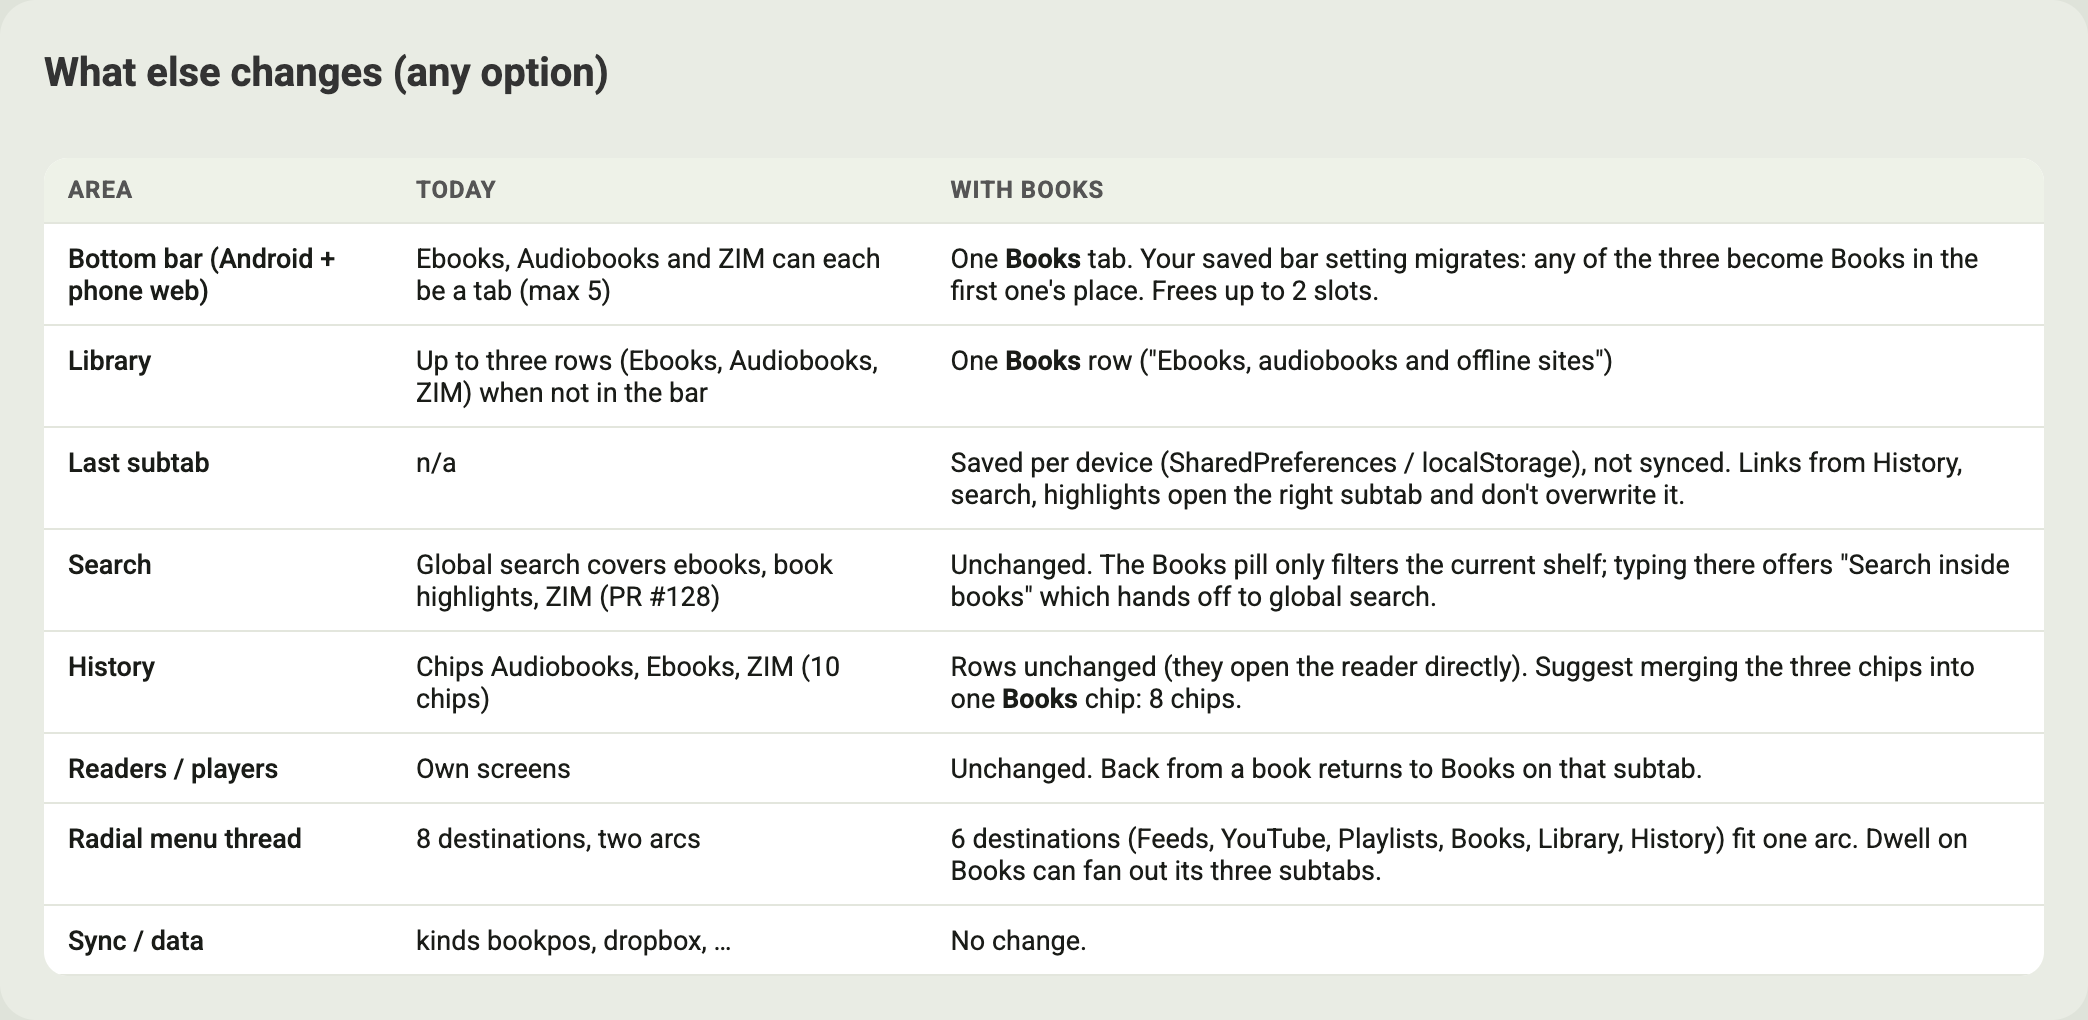 What else changes (any option)
AREA
TODAY
WITH BOOKS
Bottom bar (Android +
phone web)
Ebooks, Audiobooks and ZIM can each
be a tab (max 5)
One Books tab. Your saved bar setting migrates: any of the three become Books in the
first one's place. Frees up to 2 slots.
Library
Up to three rows (Ebooks, Audiobooks,
ZIM) when not in the bar
One Books row ("Ebooks, audiobooks and offline sites")
Last subtab
n/a
Saved per device (SharedPreferences / localStorage), not synced. Links from History,
search, highlights open the right subtab and don't overwrite it.
Search
Global search covers ebooks, book
highlights, ZIM (PR #128)
Unchanged. The Books pill only filters the current shelf; typing there offers "Search inside
books" which hands off to global search.
History
Chips Audiobooks, Ebooks, ZIM (10
chips)
Rows unchanged (they open the reader directly). Suggest merging the three chips into
one Books chip: 8 chips.
Readers / players
Own screens
Unchanged. Back from a book returns to Books on that subtab.
Radial menu thread
8 destinations, two arcs
6 destinations (Feeds, YouTube, Playlists, Books, Library, History) fit one arc. Dwell on
Books can fan out its three subtabs.
Sync / data
kinds bookpos, dropbox, …
No change.